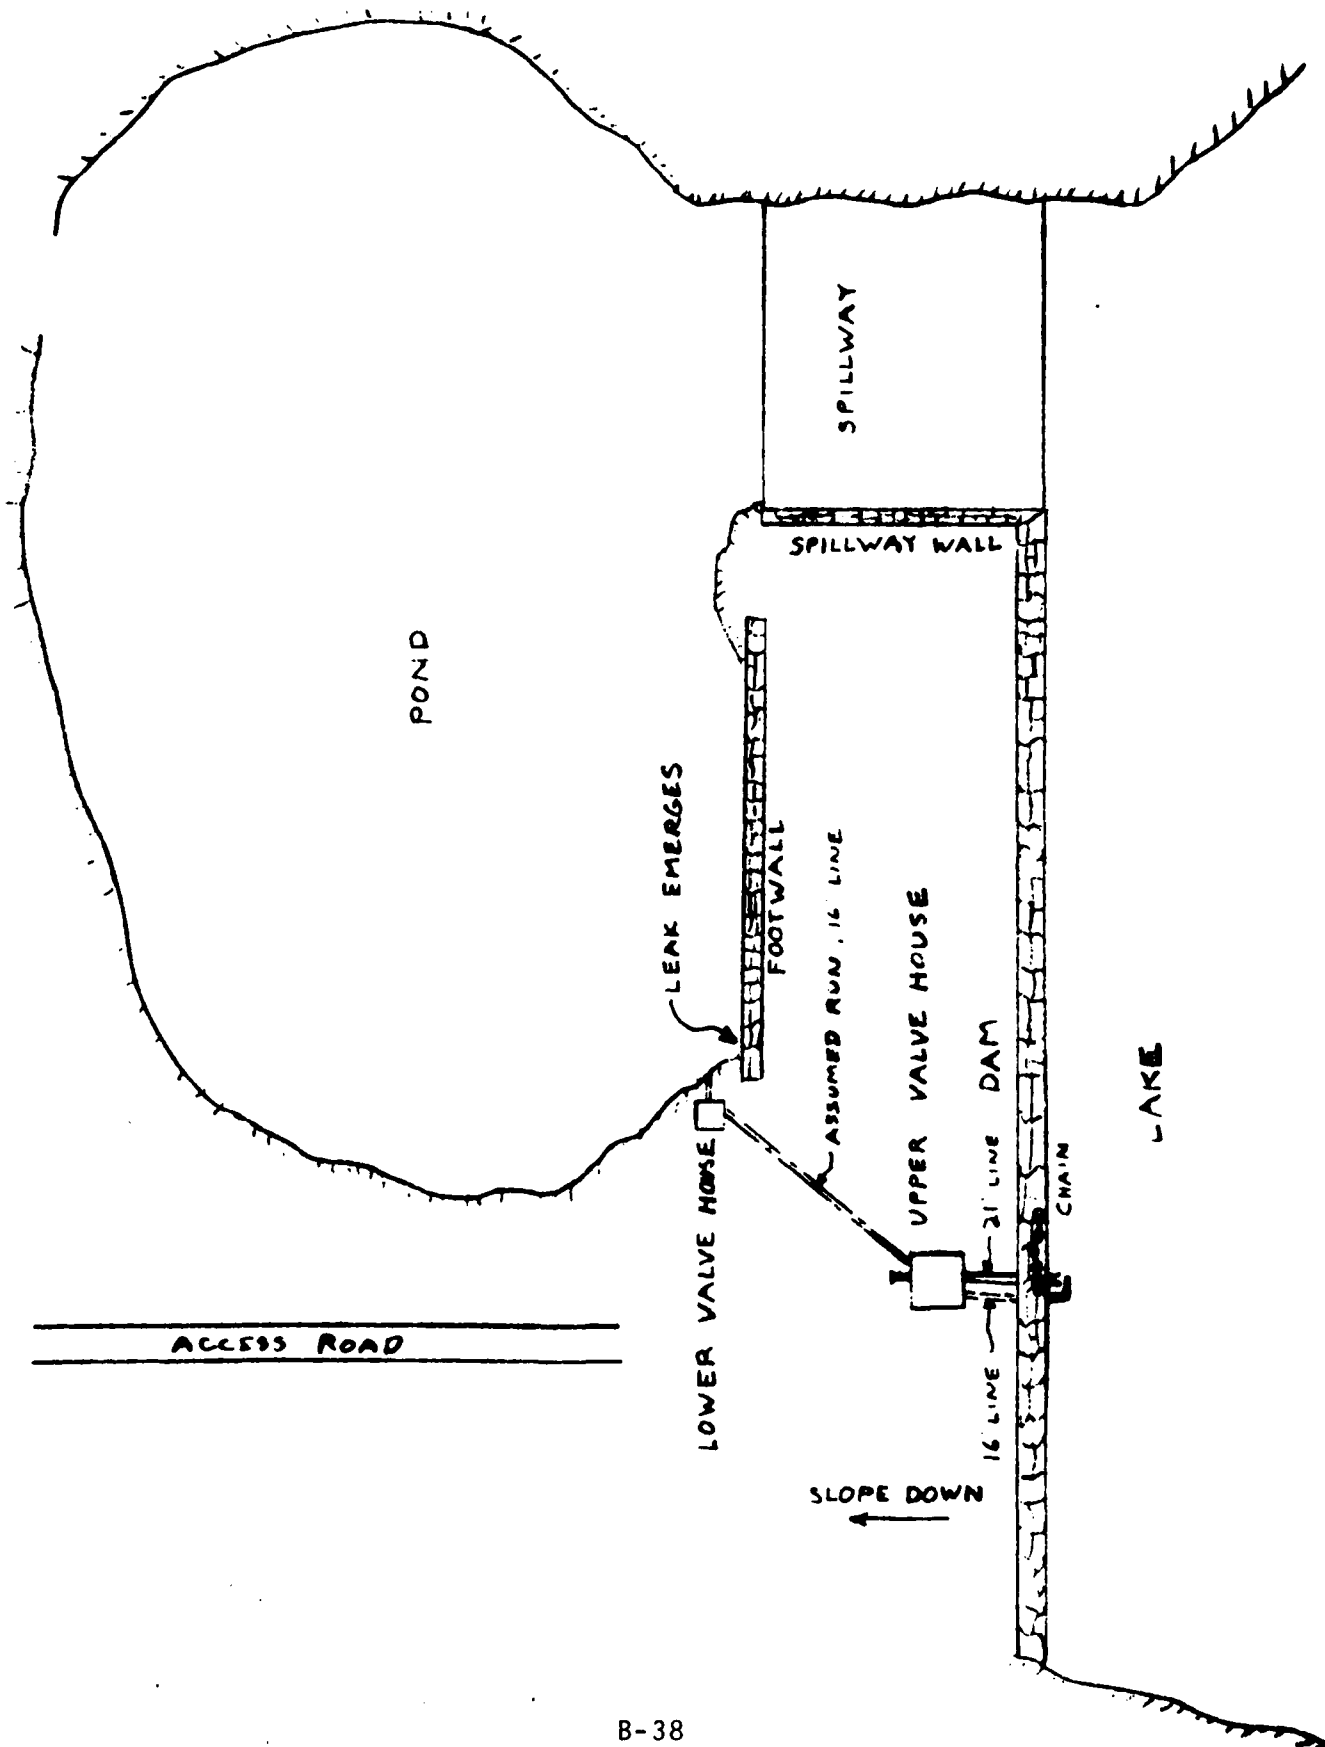 SPILLWAY
SPILLWAY WALL
POND
LEAK EMERGES
FOOTWALL
ASSUMED RUN, 16" LINE
UPPER VALVE HOUSE
21" LINE
DAM
LAKE
CHAIN
LOWER VALVE HOUSE
16" LINE
ACCESS ROAD
SLOPE DOWN
B-38